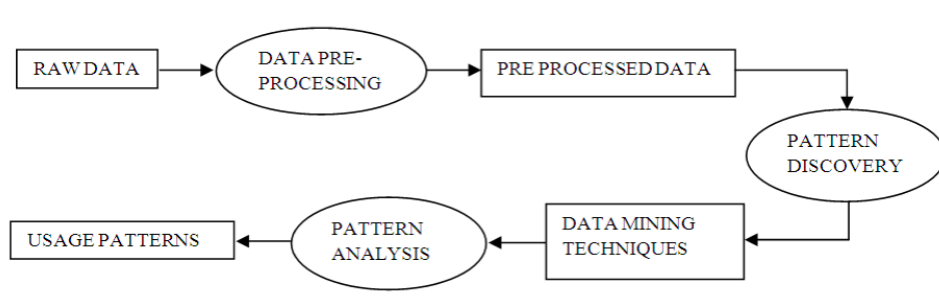 RAW DATA
DATA PRE-
PROCESSING
PRE PROCESSED DATA
PATTERN
DISCOVERY
DATA MINING
TECHNIQUES
PATTERN
ANALYSIS
USAGE PATTERNS